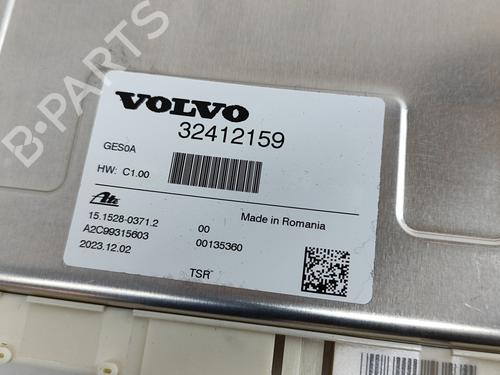 VOLVO
32412159
GES0A
HW: C1.00
Ate
15.1528-0371.2 00 Made in Romania
A2C99315603 00135360
2023.12.02
TSR
B-PARTS